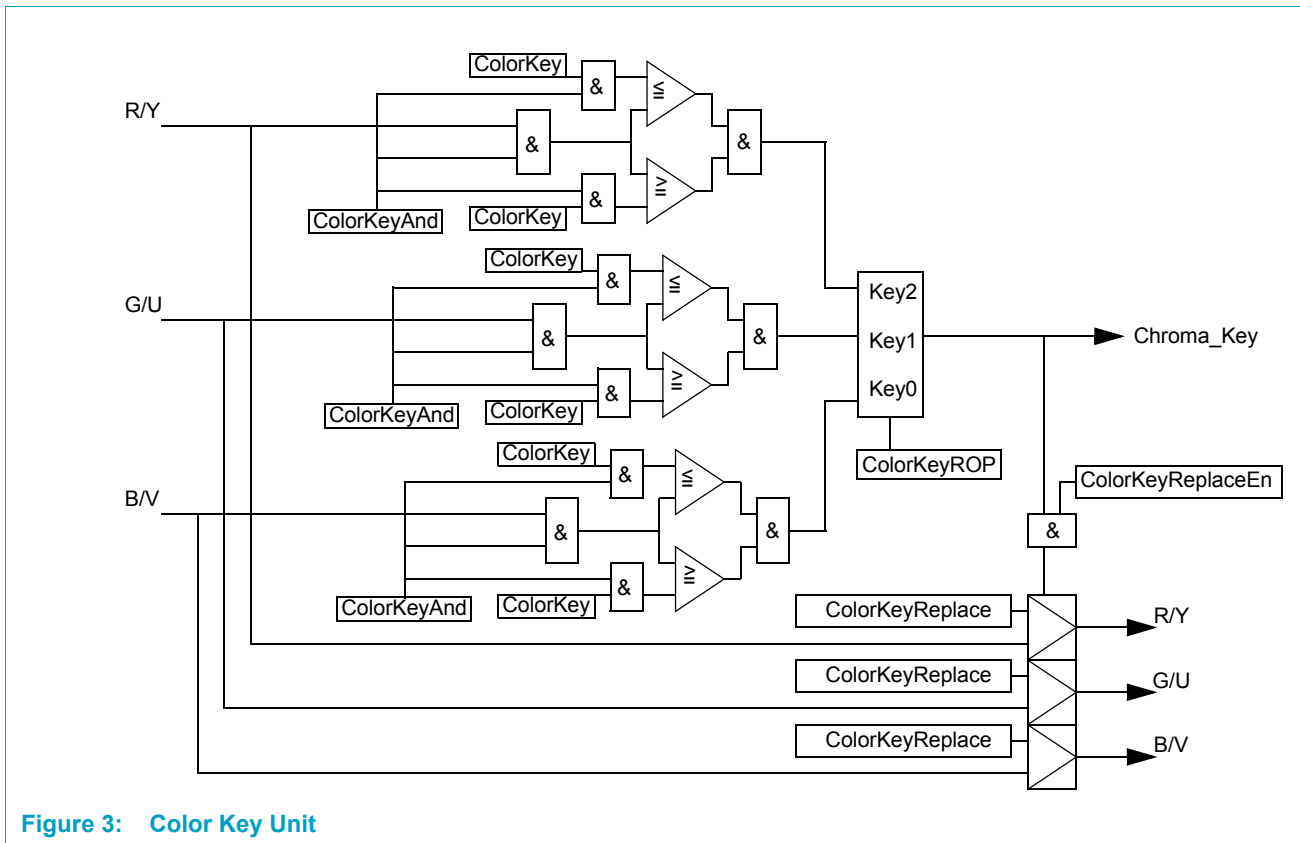 ColorKey
&
≦
R/Y
&
&
≧
&
ColorKeyAnd
ColorKey
ColorKey
&
≦
G/U
&
&
≧
&
ColorKeyAnd
ColorKey
Key2
Key1
Key0
Chroma_Key
ColorKey
&
≦
ColorKeyROP
ColorKeyReplaceEn
B/V
&
&
&
≧
&
ColorKeyAnd
ColorKey
ColorKeyReplace
R/Y
ColorKeyReplace
G/U
ColorKeyReplace
B/V
Figure 3: Color Key Unit